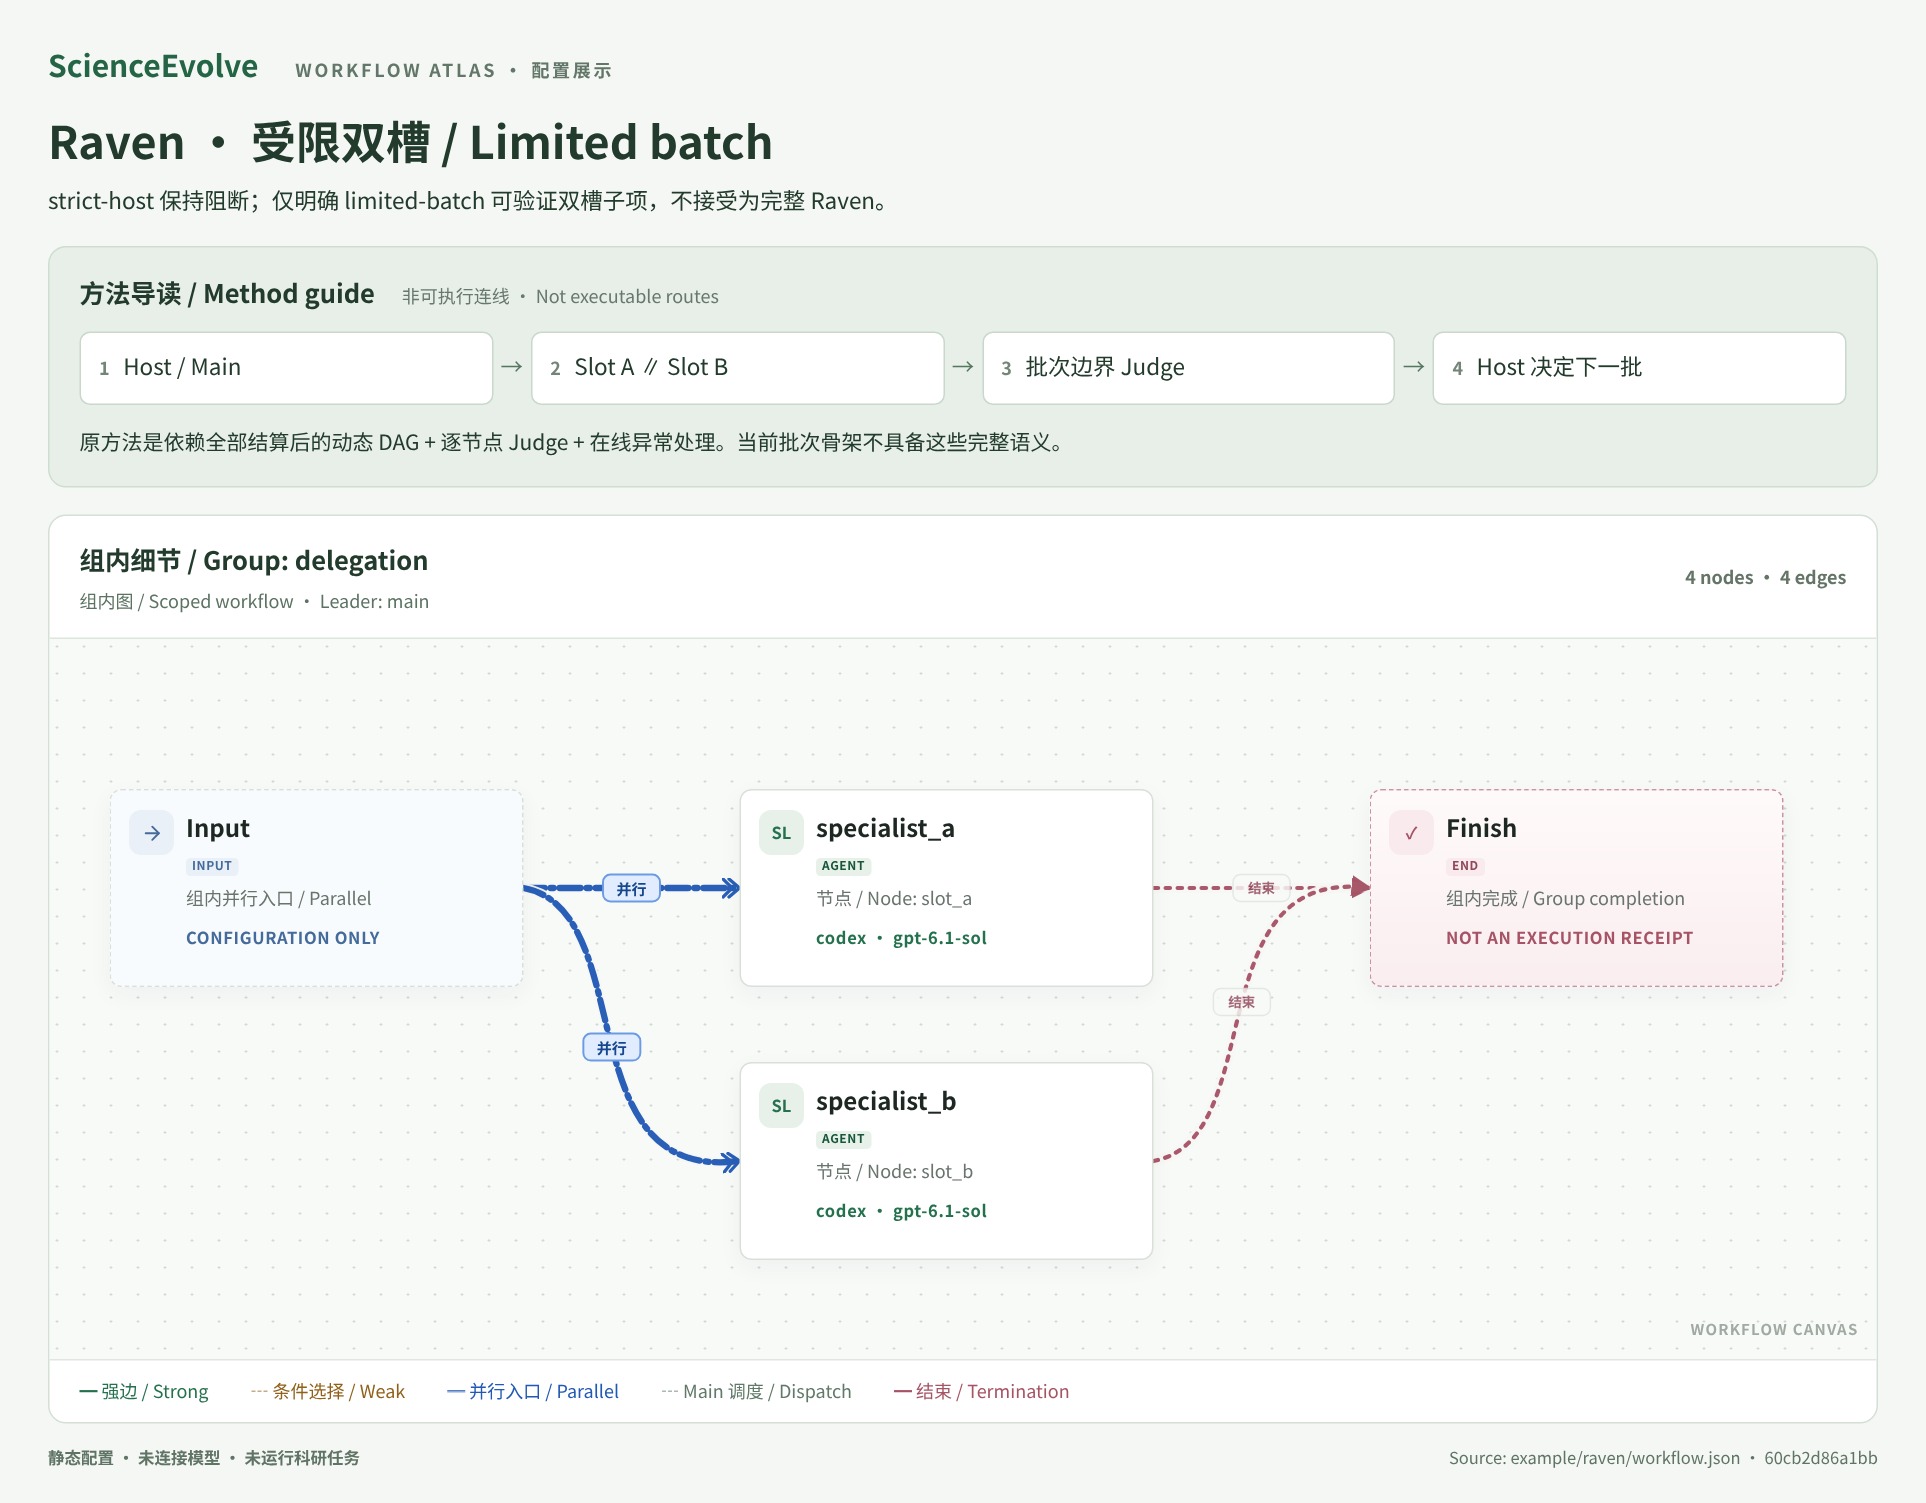 ScienceEvolve
WORKFLOW ATLAS · 配置展示
Raven · 受限双槽 / Limited batch
strict-host 保持阻断；仅明确 limited-batch 可验证双槽子项，不接受为完整 Raven。
方法导读 / Method guide
非可执行连线 · Not executable routes
1 Host / Main
→
2 Slot A ∥ Slot B
→
3 批次边界 Judge
→
4 Host 决定下一批
原方法是依赖全部结算后的动态 DAG + 逐节点 Judge + 在线异常处理。当前批次骨架不具备这些完整语义。
组内细节 / Group: delegation
组内图 / Scoped workflow · Leader: main
4 nodes · 4 edges
Input
INPUT
组内并行入口 / Parallel
CONFIGURATION ONLY
并行
并行
SL
specialist_a
AGENT
节点 / Node: slot_a
codex · gpt-6.1-sol
SL
specialist_b
AGENT
节点 / Node: slot_b
codex · gpt-6.1-sol
结束
结束
✓
Finish
END
组内完成 / Group completion
NOT AN EXECUTION RECEIPT
WORKFLOW CANVAS
强边 / Strong
条件选择 / Weak
并行入口 / Parallel
Main 调度 / Dispatch
结束 / Termination
静态配置 · 未连接模型 · 未运行科研任务
Source: example/raven/workflow.json · 60cb2d86a1bb